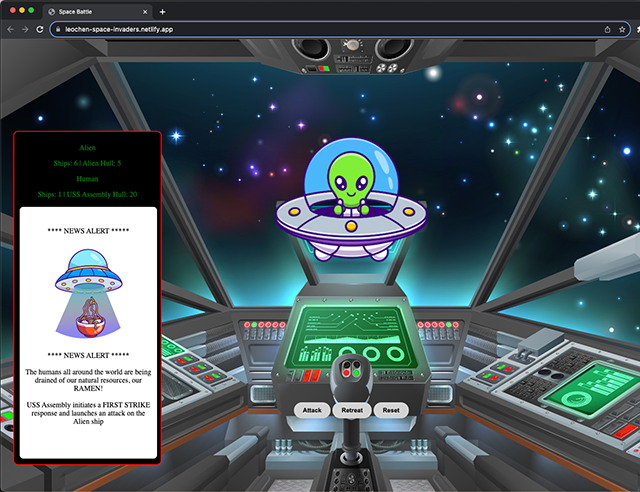 Space Battle
leochen-space-invaders.netlify.app
Alien
Ships: 6 | Alien Hull: 5
Human
Ships: 1 | USS Assembly Hull: 20
**** NEWS ALERT *****
**** NEWS ALERT *****
The humans all around the world are being
drained of our natural resources, our
RAMEN!
USS Assembly initiates a FIRST STRIKE
response and launches an attack on the
Alien ship
Attack
Retreat
Reset